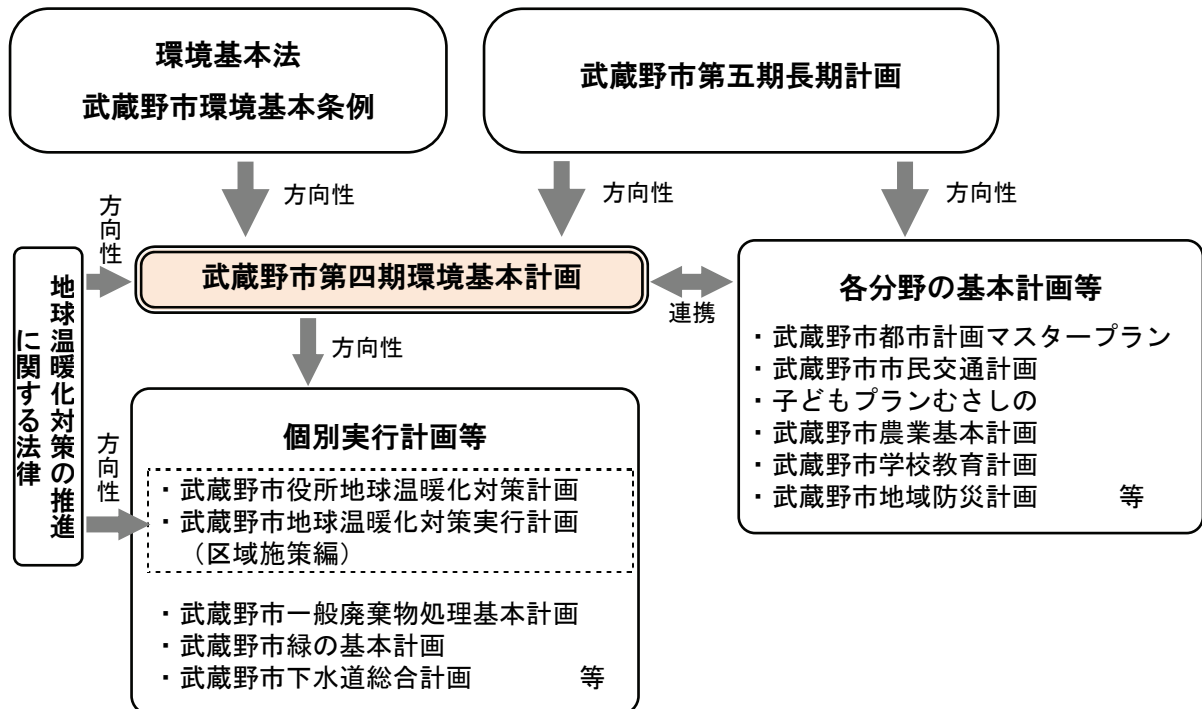 環境基本法
武蔵野市環境基本条例
武蔵野市第五期長期計画
方向性
方向性
方向性
方向性
地球温暖化対策の推進
に関する法律
武蔵野市第四期環境基本計画
連携
方向性
方向性
個別実行計画等
・武蔵野市役所地球温暖化対策計画
・武蔵野市地球温暖化対策実行計画
（区域施策編）
・武蔵野市一般廃棄物処理基本計画
・武蔵野市緑の基本計画
・武蔵野市下水道総合計画 等
各分野の基本計画等
・武蔵野市都市計画マスタープラン
・武蔵野市市民交通計画
・子どもプランむさしの
・武蔵野市農業基本計画
・武蔵野市学校教育計画
・武蔵野市地域防災計画 等